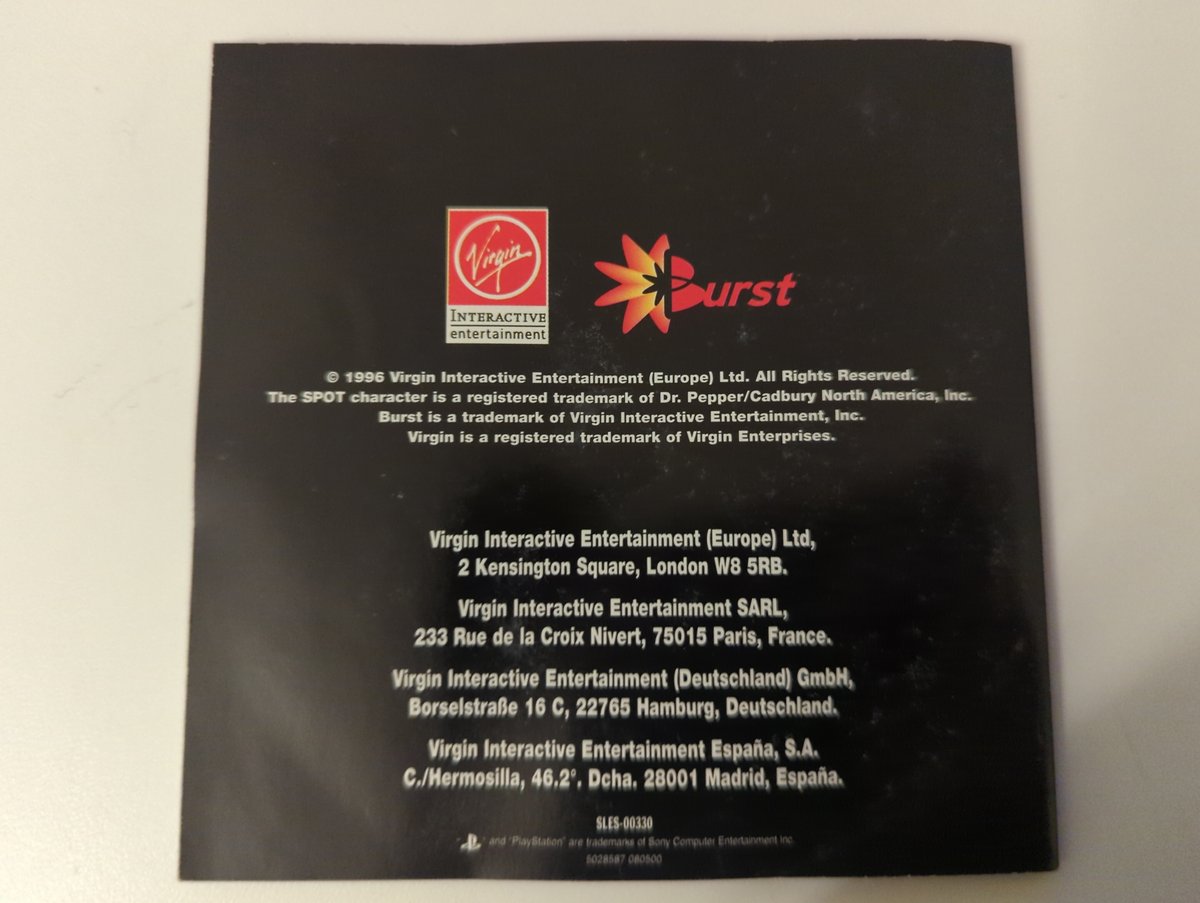 Virgin
INTERACTIVE
entertainment
Burst
© 1996 Virgin Interactive Entertainment (Europe) Ltd. All Rights Reserved.
The SPOT character is a registered trademark of Dr. Pepper/Cadbury North America, Inc.
Burst is a trademark of Virgin Interactive Entertainment, Inc.
Virgin is a registered trademark of Virgin Enterprises.
Virgin Interactive Entertainment (Europe) Ltd,
2 Kensington Square, London W8 5RB.
Virgin Interactive Entertainment SARL,
233 Rue de la Croix Nivert, 75015 Paris, France.
Virgin Interactive Entertainment (Deutschland) GmbH,
Borselstraße 16 C, 22765 Hamburg, Deutschland.
Virgin Interactive Entertainment España, S.A.
C./Hermosilla, 46.2°. Dcha. 28001 Madrid, España.
SLES-00330
" " and "PlayStation" are trademarks of Sony Computer Entertainment Inc.
5028587 080500